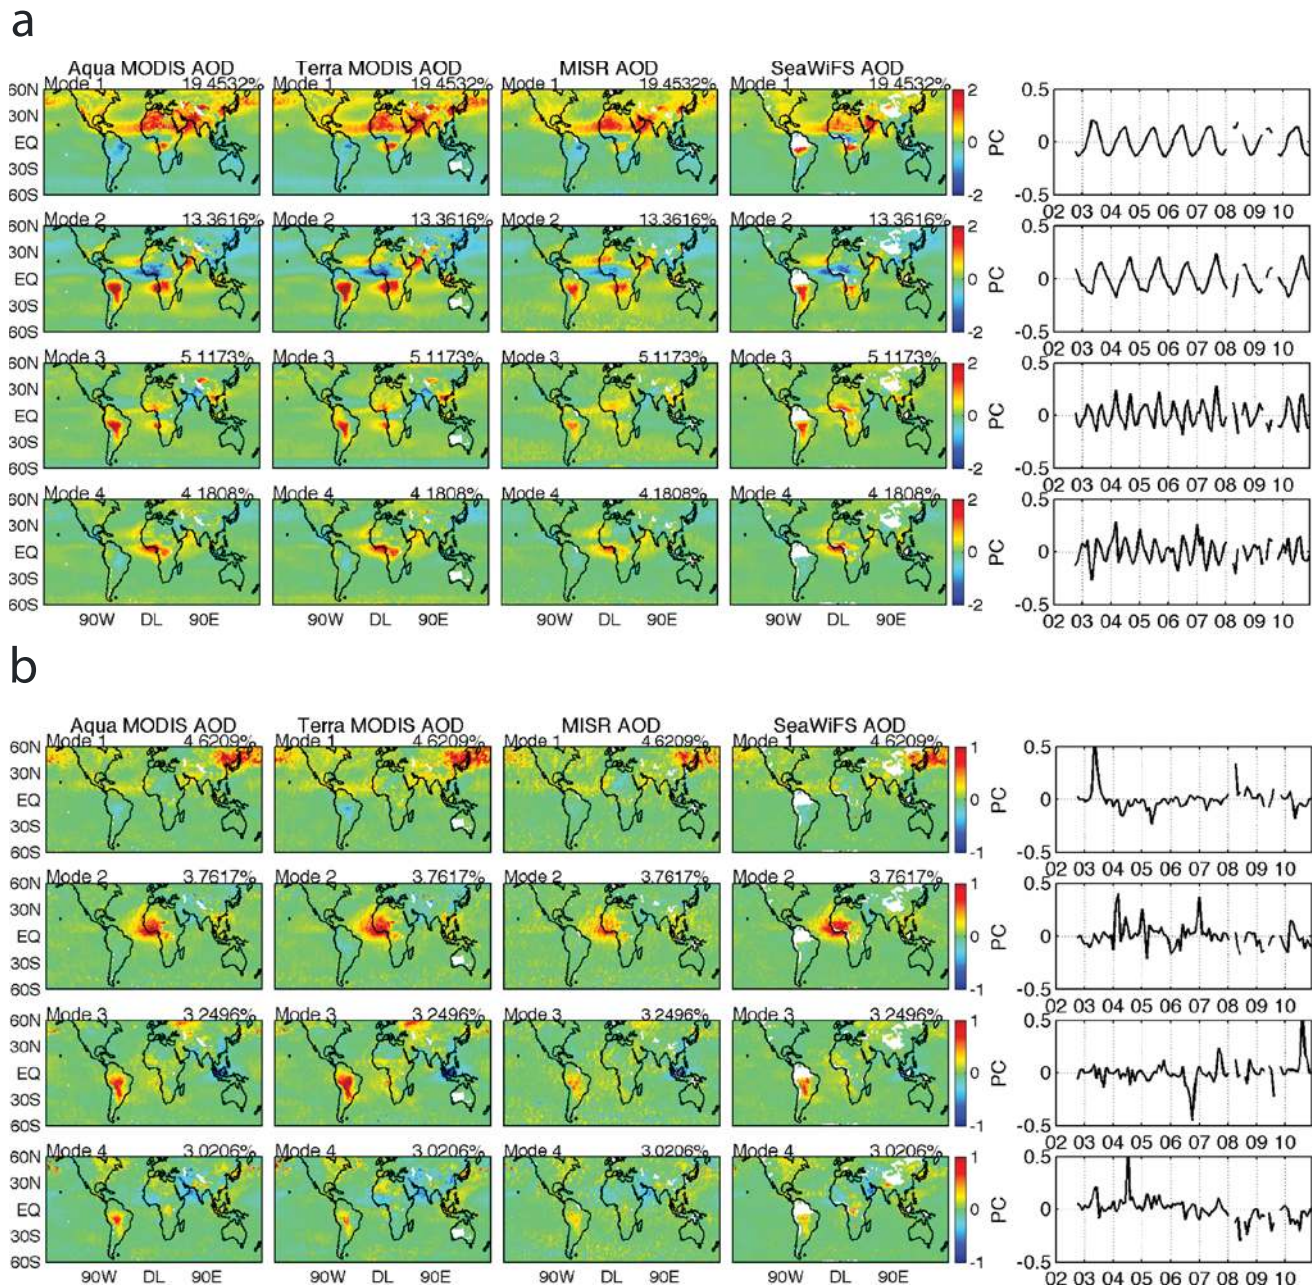 a
Aqua MODIS AOD Terra MODIS AOD MISR AOD SeaWiFS AOD
Mode 1 19.4532% Mode 1 19.4532% Mode 1 19.4532% Mode 1 19.4532%
60N 30N EQ 30S 60S 2 0 -2 PC 0.5 0 -0.5
02 03 04 05 06 07 08 09 10
Mode 2 13.3616% Mode 2 13.3616% Mode 2 13.3616% Mode 2 13.3616%
60N 30N EQ 30S 60S 2 0 -2 PC 0.5 0 -0.5
02 03 04 05 06 07 08 09 10
Mode 3 5.1173% Mode 3 5.1173% Mode 3 5.1173% Mode 3 5.1173%
60N 30N EQ 30S 60S 2 0 -2 PC 0.5 0 -0.5
02 03 04 05 06 07 08 09 10
Mode 4 4.1808% Mode 4 4.1808% Mode 4 4.1808% Mode 4 4.1808%
60N 30N EQ 30S 60S 2 0 -2 PC 0.5 0 -0.5
90W DL 90E 90W DL 90E 90W DL 90E 90W DL 90E 02 03 04 05 06 07 08 09 10
b
Aqua MODIS AOD Terra MODIS AOD MISR AOD SeaWiFS AOD
Mode 1 4.6209% Mode 1 4.6209% Mode 1 4.6209% Mode 1 4.6209%
60N 30N EQ 30S 60S 1 0 -1 PC 0.5 0 -0.5
02 03 04 05 06 07 08 09 10
Mode 2 3.7617% Mode 2 3.7617% Mode 2 3.7617% Mode 2 3.7617%
60N 30N EQ 30S 60S 1 0 -1 PC 0.5 0 -0.5
02 03 04 05 06 07 08 09 10
Mode 3 3.2496% Mode 3 3.2496% Mode 3 3.2496% Mode 3 3.2496%
60N 30N EQ 30S 60S 1 0 -1 PC 0.5 0 -0.5
02 03 04 05 06 07 08 09 10
Mode 4 3.0206% Mode 4 3.0206% Mode 4 3.0206% Mode 4 3.0206%
60N 30N EQ 30S 60S 1 0 -1 PC 0.5 0 -0.5
90W DL 90E 90W DL 90E 90W DL 90E 90W DL 90E 02 03 04 05 06 07 08 09 10